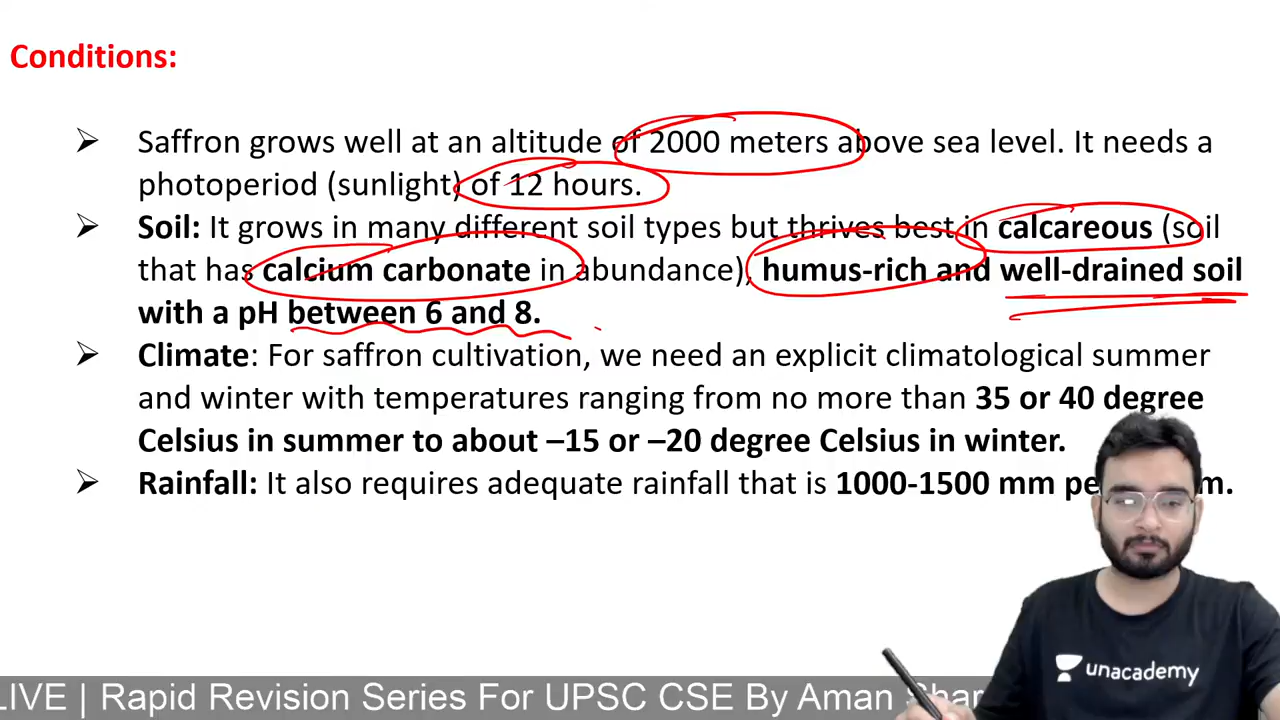 Conditions:
Saffron grows well at an altitude of 2000 meters above sea level. It needs a
photoperiod (sunlight) of 12 hours.
Soil: It grows in many different soil types but thrives best in calcareous (soil
that has calcium carbonate in abundance), humus-rich and well-drained soil
with a pH between 6 and 8.
Climate: For saffron cultivation, we need an explicit climatological summer
and winter with temperatures ranging from no more than 35 or 40 degree
Celsius in summer to about –15 or –20 degree Celsius in winter.
Rainfall: It also requires adequate rainfall that is 1000-1500 mm
unacademy
LIVE | Rapid Revision Series For UPSC CSE By Aman